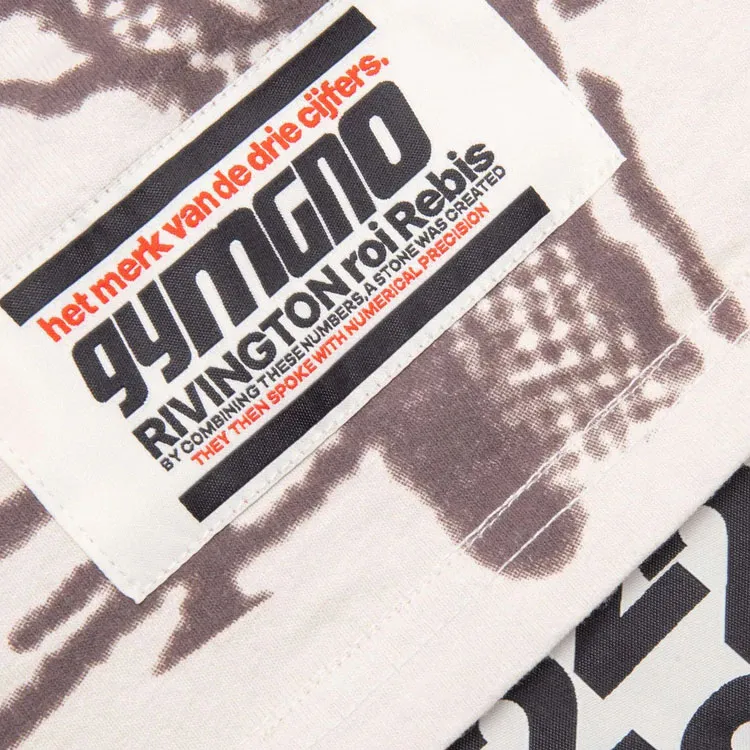 het merk van de drie cijfers.
gymgno
RIVINGTON roi Rebis
BY COMBINING THESE NUMBERS, A STONE WAS CREATED
THEY THEN SPOKE WITH NUMERICAL PRECISION